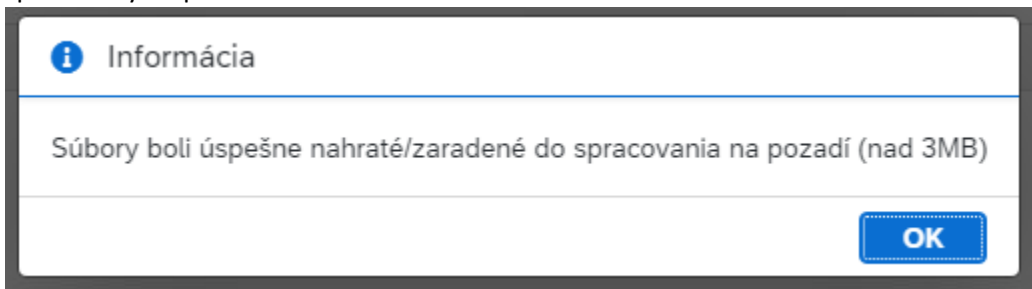 Informácia
Súbory boli úspešne nahraté/zaradené do spracovania na pozadí (nad 3MB)
OK